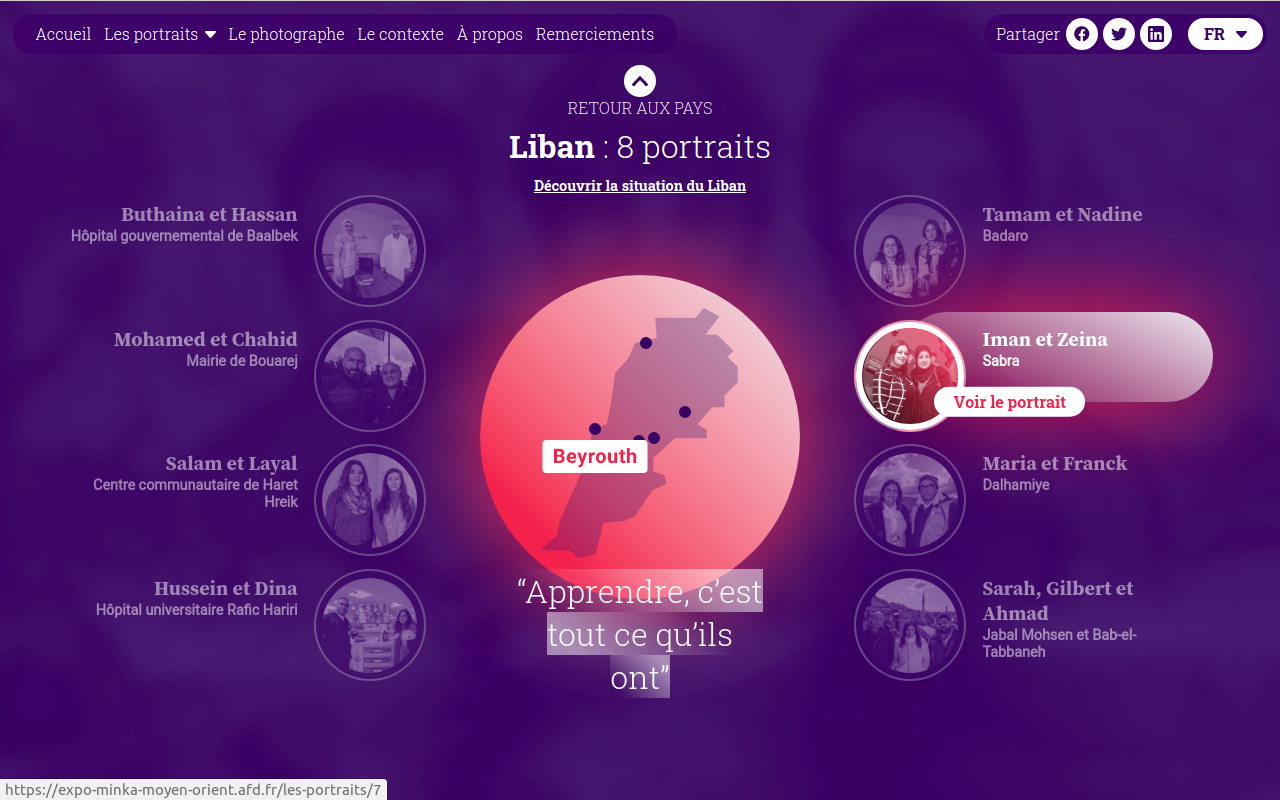 Accueil Les portraits Le photographe Le contexte À propos Remerciements
Partager FR
RETOUR AUX PAYS
Liban : 8 portraits
Découvrir la situation du Liban
Buthaina et Hassan
Hôpital gouvernemental de Baalbek
Mohamed et Chahid
Mairie de Bouarej
Salam et Layal
Centre communautaire de Haret
Hreik
Hussein et Dina
Hôpital universitaire Rafic Hariri
Beyrouth
“Apprendre, c’est
tout ce qu’ils
ont”
Tamam et Nadine
Badaro
Iman et Zeina
Sabra
Voir le portrait
Maria et Franck
Dalhamiye
Sarah, Gilbert et
Ahmad
Jabal Mohsen et Bab-el-
Tabbaneh
https://expo-minka-moyen-orient.afd.fr/les-portraits/7